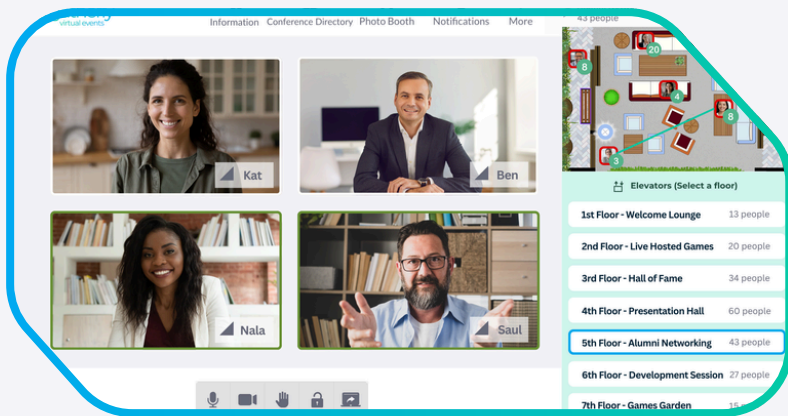 virtual events
Information
Conference Directory
Photo Booth
Notifications
More
43 people
20
8
4
8
3
Kat
Ben
Nala
Saul
Elevators (Select a floor)
1st Floor - Welcome Lounge 13 people
2nd Floor - Live Hosted Games 20 people
3rd Floor - Hall of Fame 34 people
4th Floor - Presentation Hall 60 people
5th Floor - Alumni Networking 43 people
6th Floor - Development Session 27 people
7th Floor - Games Garden 15